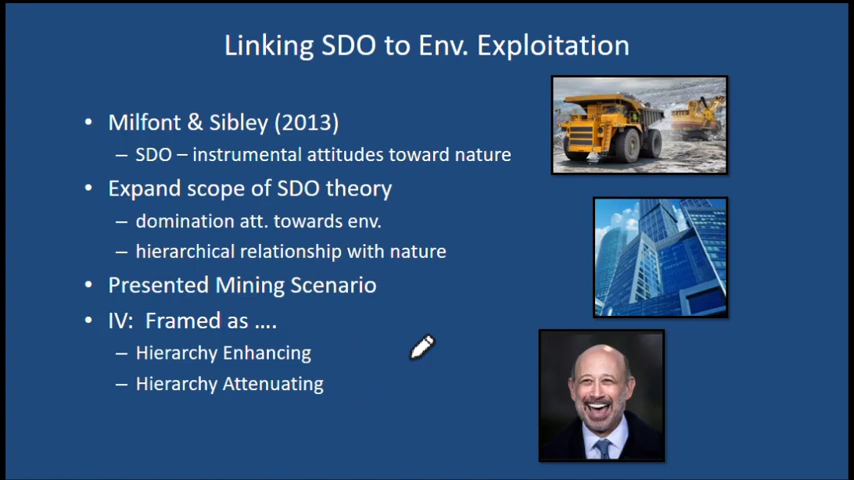 Linking SDO to Env. Exploitation
• Milfont & Sibley (2013)
– SDO – instrumental attitudes toward nature
• Expand scope of SDO theory
– domination att. towards env.
– hierarchical relationship with nature
• Presented Mining Scenario
• IV:  Framed as ....
– Hierarchy Enhancing
– Hierarchy Attenuating